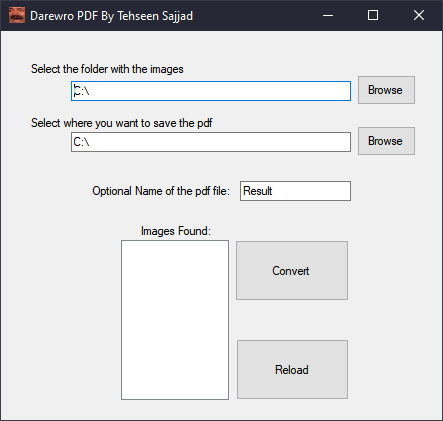 Darewro PDF By Tehseen Sajjad
Select the folder with the images
C:\
Browse
Select where you want to save the pdf
C:\
Browse
Optional Name of the pdf file:
Result
Images Found:
Convert
Reload